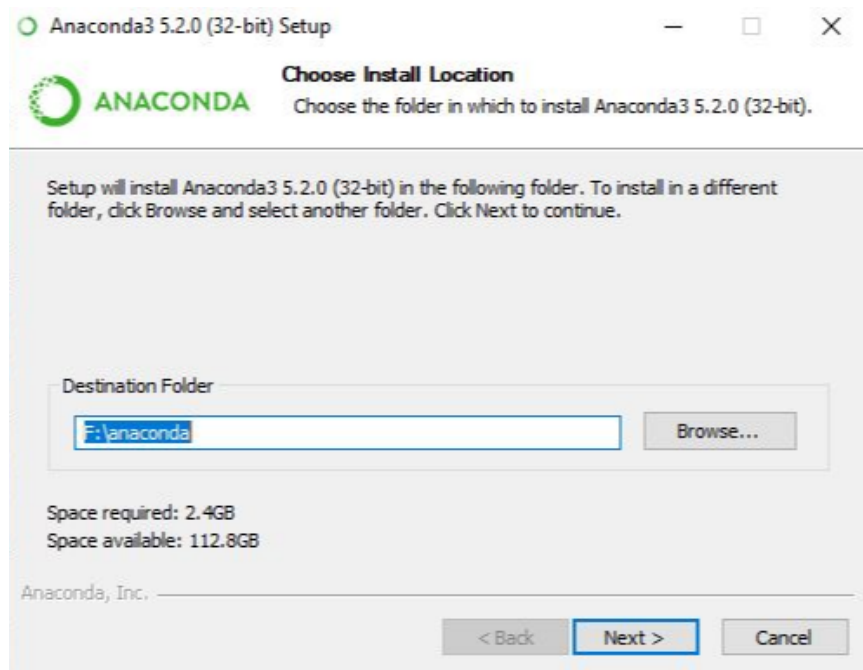 Anaconda3 5.2.0 (32-bit) Setup
ANACONDA
Choose Install Location
Choose the folder in which to install Anaconda3 5.2.0 (32-bit).
Setup will install Anaconda3 5.2.0 (32-bit) in the following folder. To install in a different
folder, click Browse and select another folder. Click Next to continue.
Destination Folder
F:\anaconda
Browse...
Space required: 2.4GB
Space available: 112.8GB
Anaconda, Inc.
< Back
Next >
Cancel